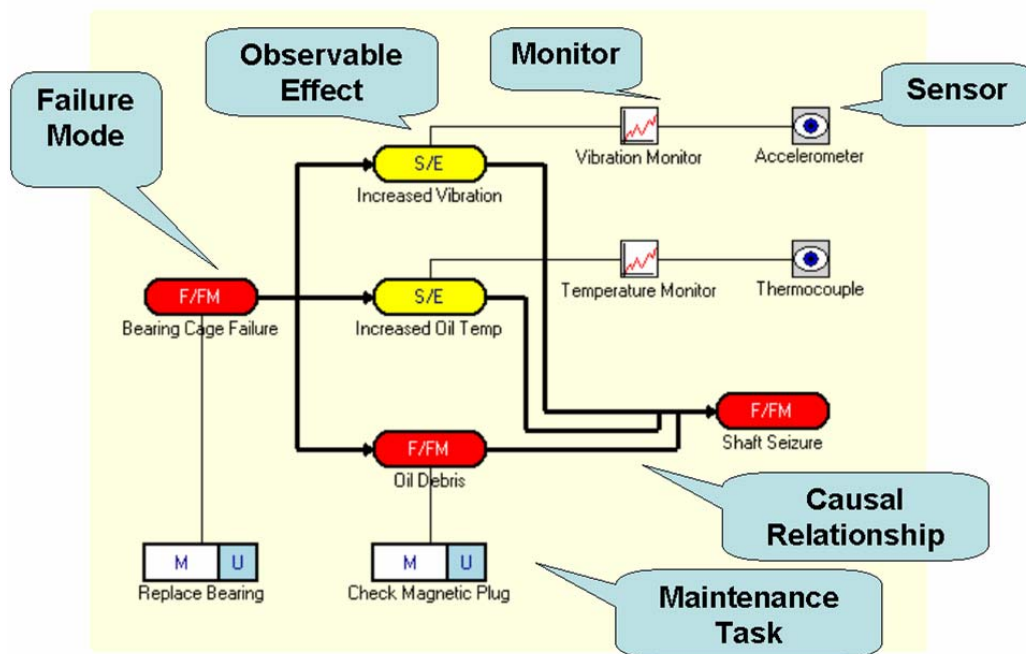 Observable
Effect
Monitor
Sensor
Failure
Mode
Vibration Monitor
Accelerometer
S/E
Increased Vibration
Temperature Monitor
Thermocouple
F/FM
Bearing Cage Failure
S/E
Increased Oil Temp
F/FM
Shaft Seizure
F/FM
Oil Debris
Causal
Relationship
M U
Replace Bearing
M U
Check Magnetic Plug
Maintenance
Task